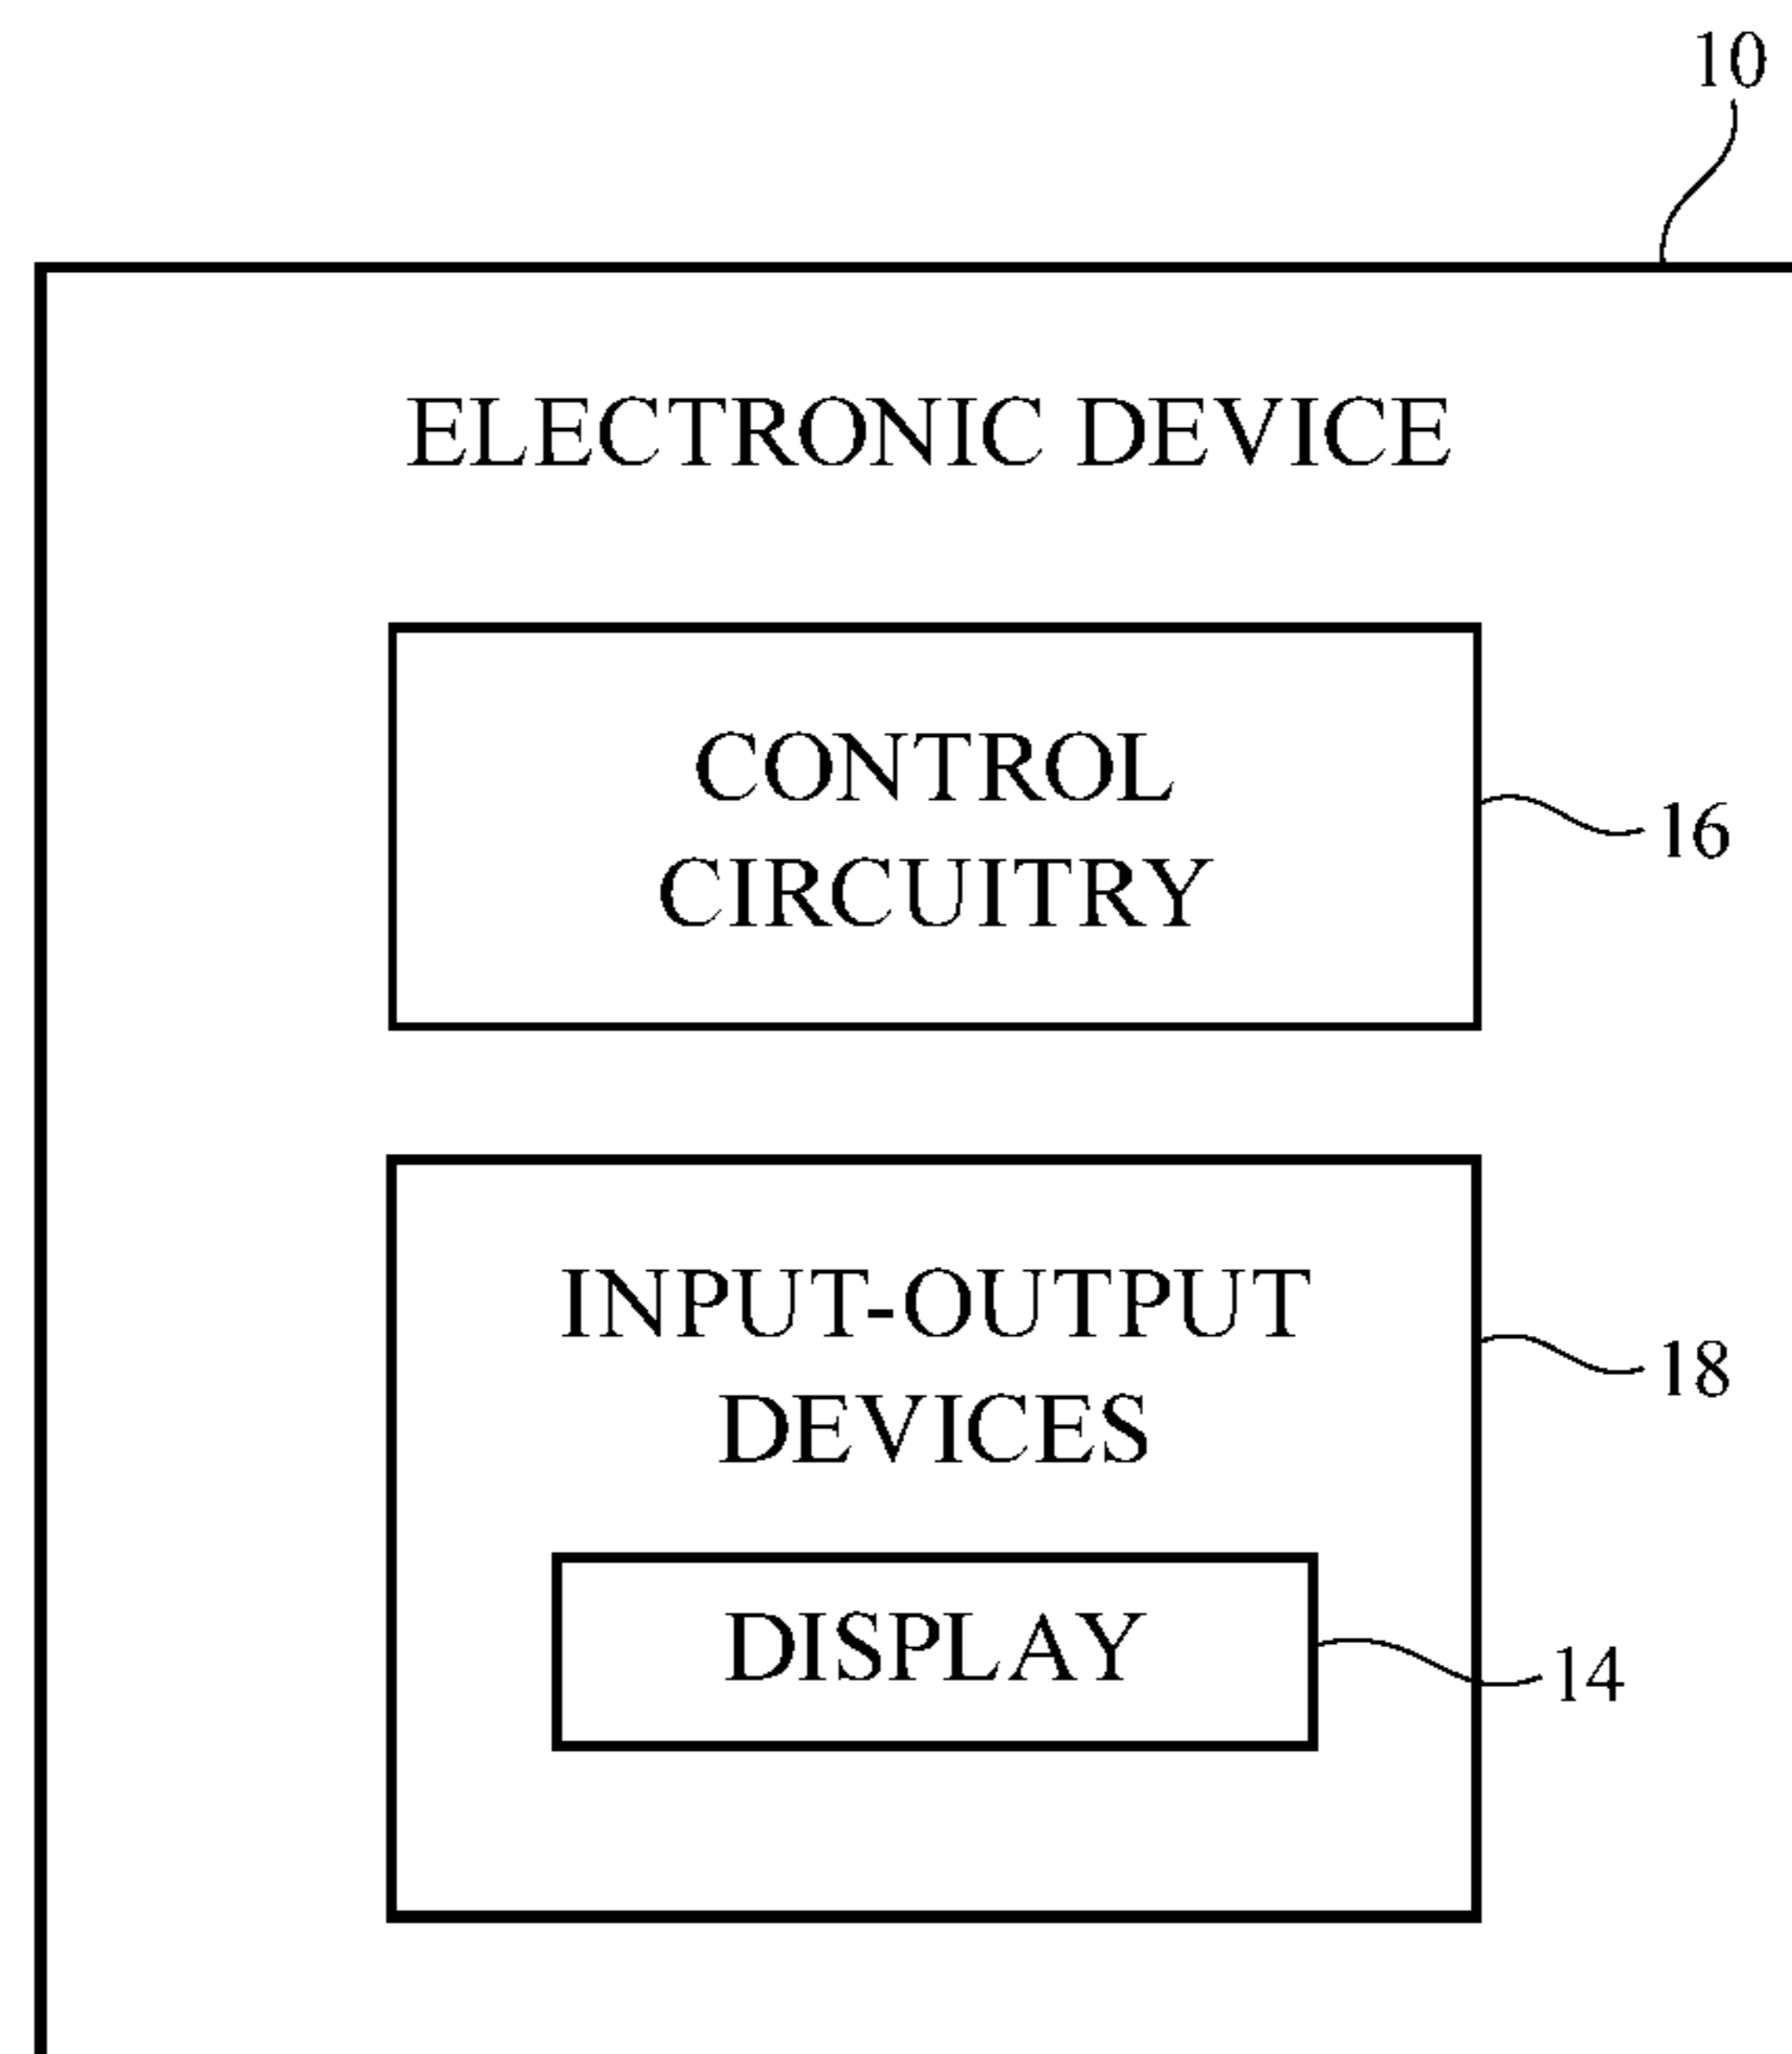 10
ELECTRONIC DEVICE
CONTROL
CIRCUITRY
16
INPUT-OUTPUT
DEVICES
18
DISPLAY
14